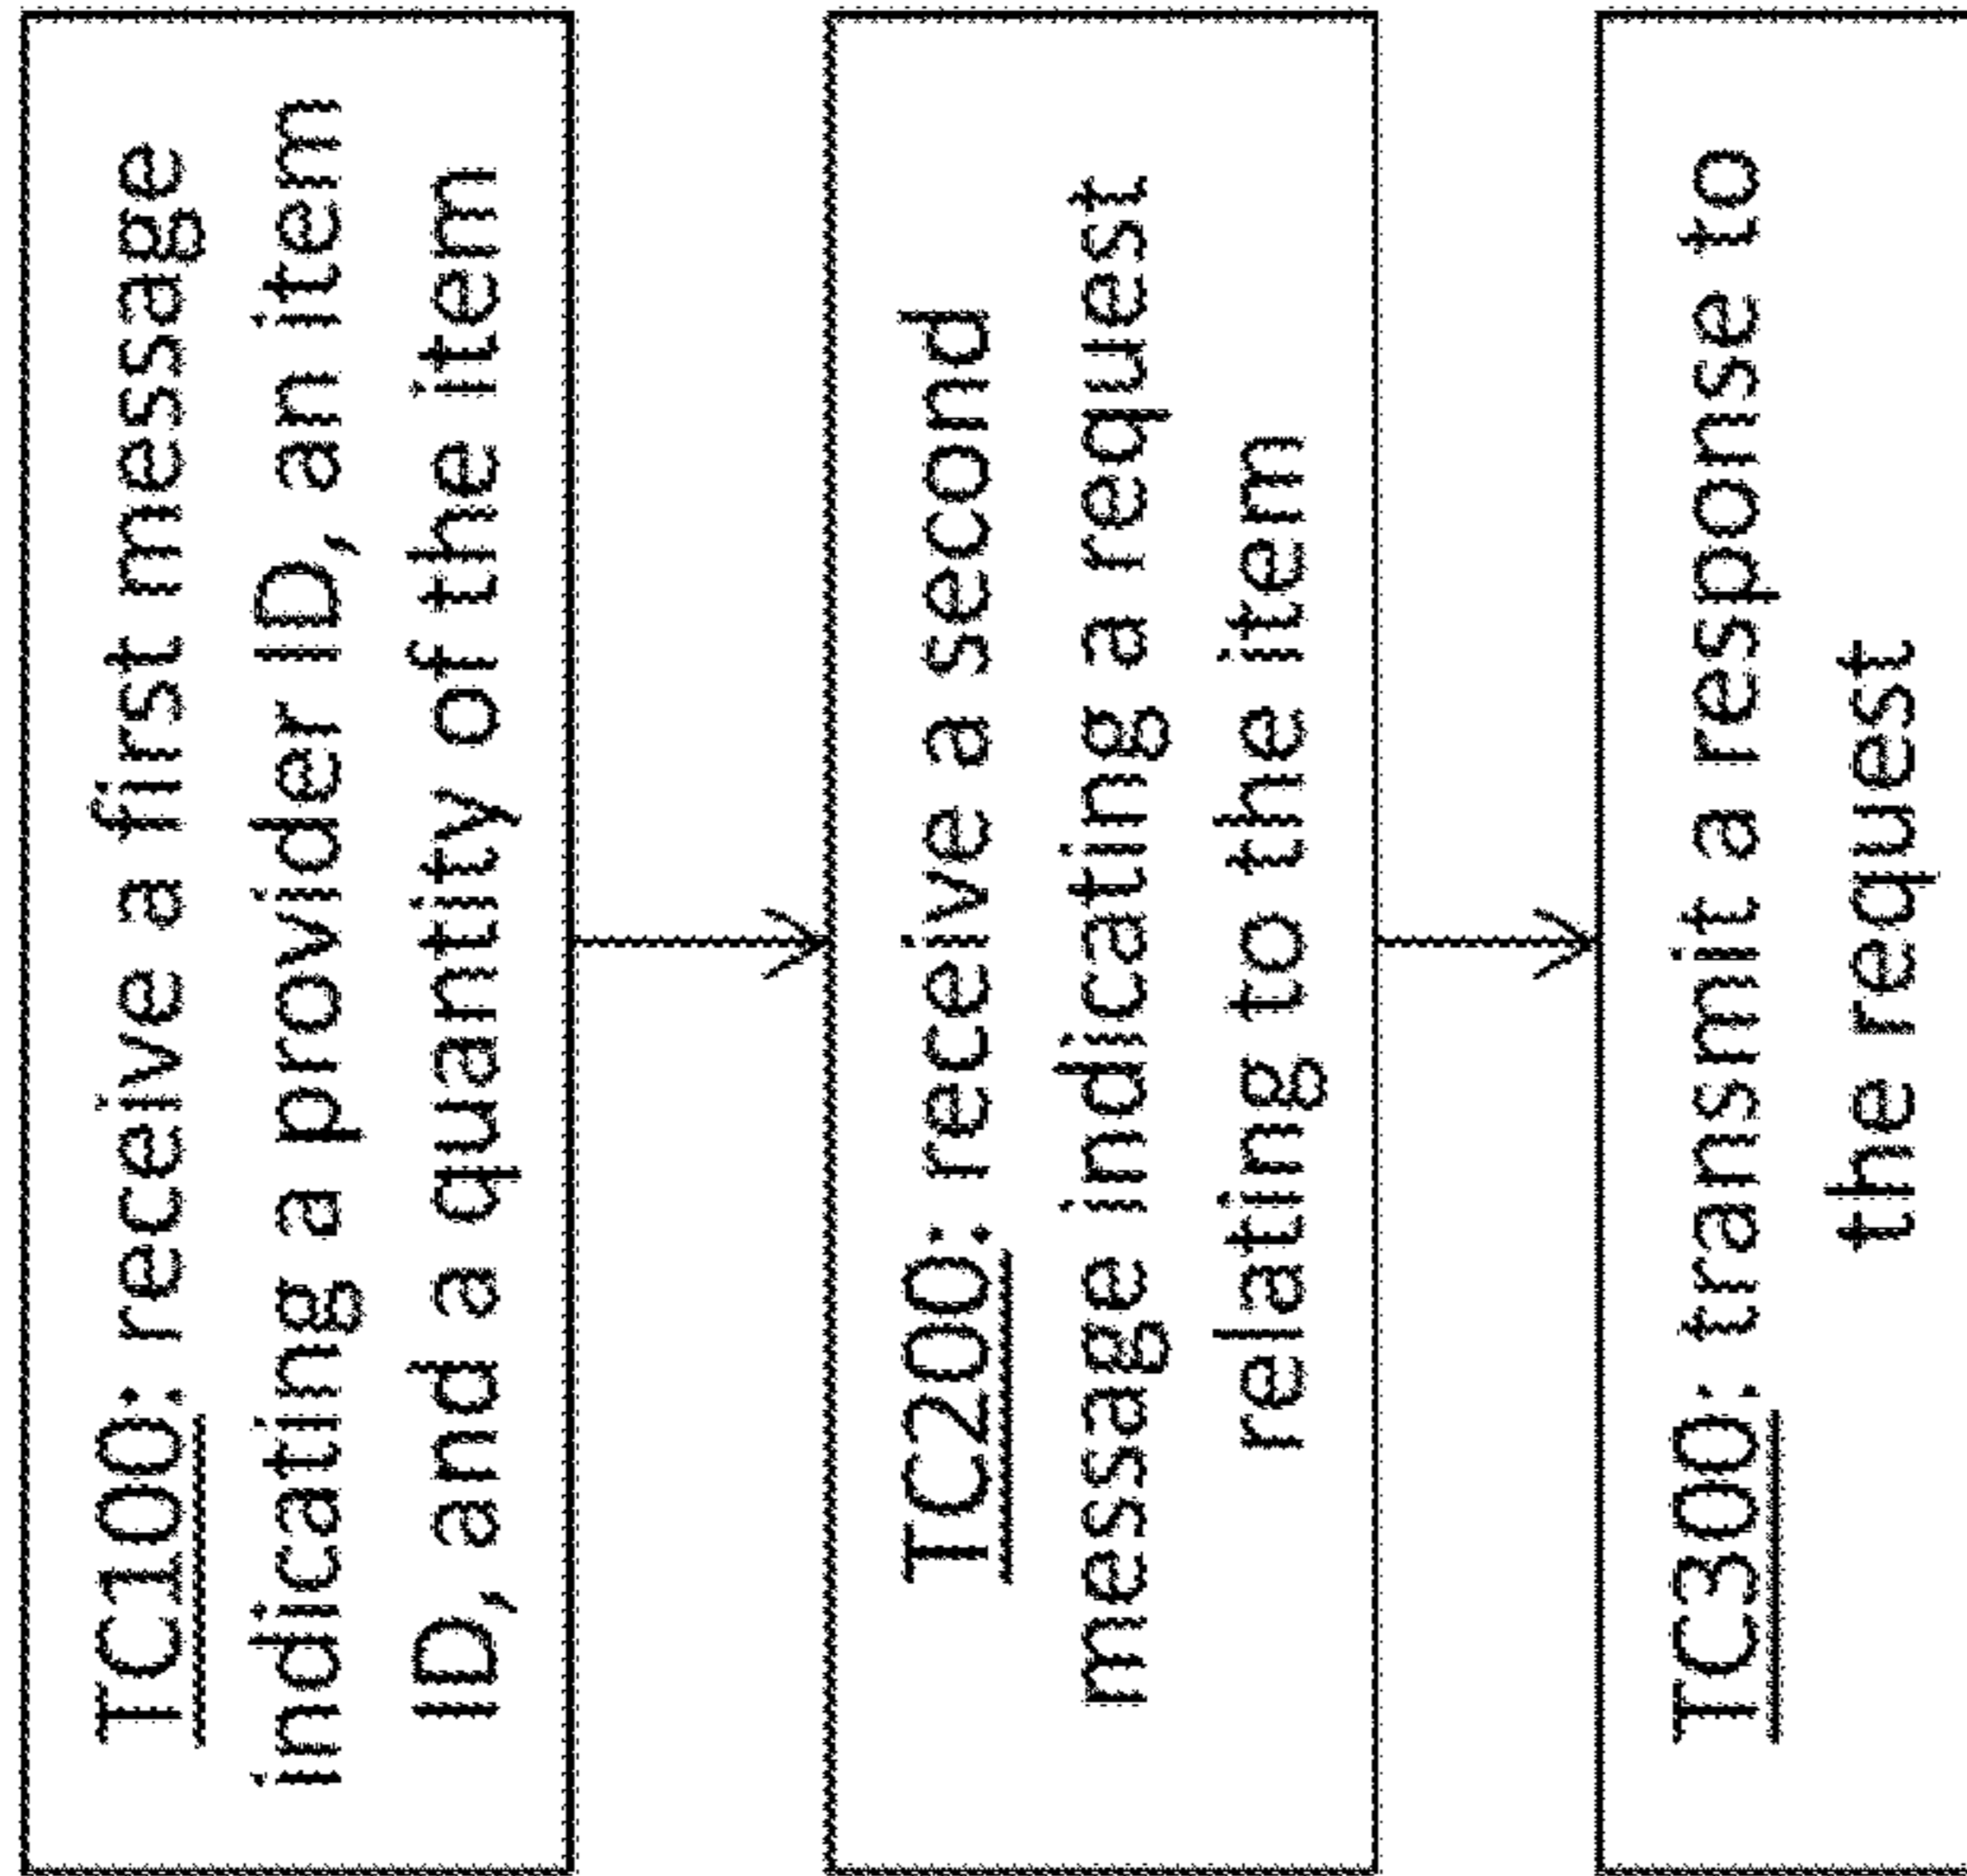 TC100: receive a first message
indicating a provider ID, an item
ID, and a quantity of the item
TC200: receive a second
message indicating a request
relating to the item
TC300: transmit a response to
the request